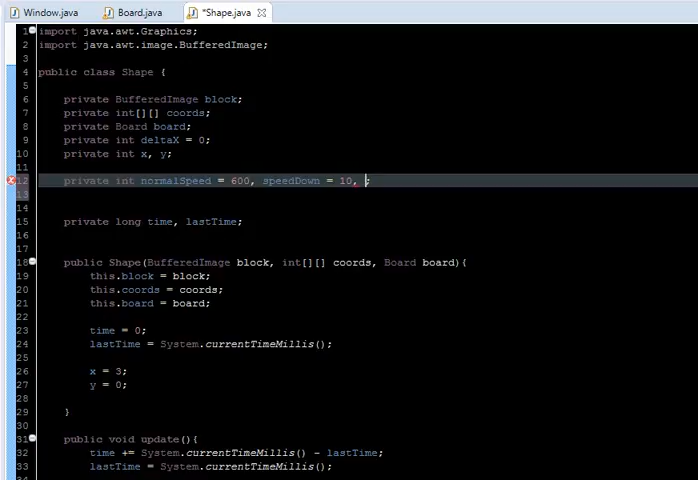 Window.java Board.java *Shape.java
1 import java.awt.Graphics;
2 import java.awt.image.BufferedImage;
3
4 public class Shape {
5
6 private BufferedImage block;
7 private int[][] coords;
8 private Board board;
9 private int deltaX = 0;
10 private int x, y;
11
12 private int normalSpeed = 600, speedDown = 10, ;
13
14
15 private long time, lastTime;
16
17
18 public Shape(BufferedImage block, int[][] coords, Board board){
19 this.block = block;
20 this.coords = coords;
21 this.board = board;
22
23 time = 0;
24 lastTime = System.currentTimeMillis();
25
26 x = 3;
27 y = 0;
28
29 }
30
31 public void update(){
32 time += System.currentTimeMillis() - lastTime;
33 lastTime = System.currentTimeMillis();